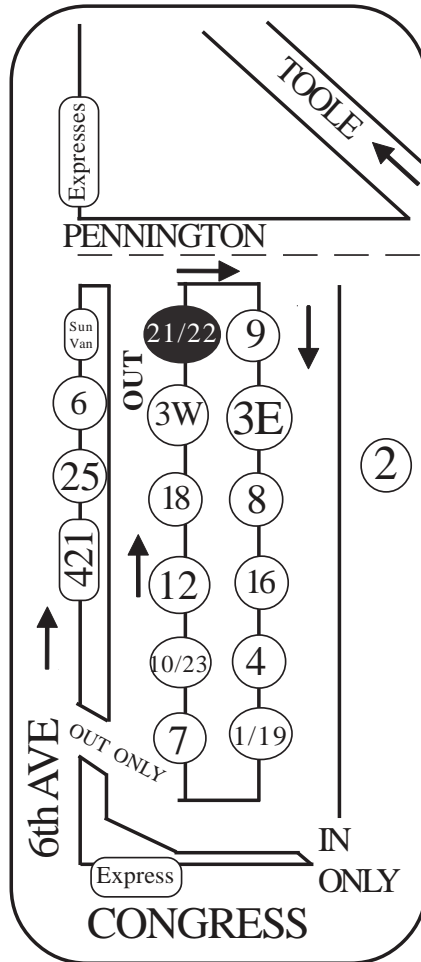 TOOLE
Expresses
PENNINGTON
Sun
Van
21/22
9
OUT
6
3W
3E
25
18
8
2
421
12
16
10/23
4
7
1/19
6th AVE
OUT ONLY
IN
ONLY
Express
CONGRESS